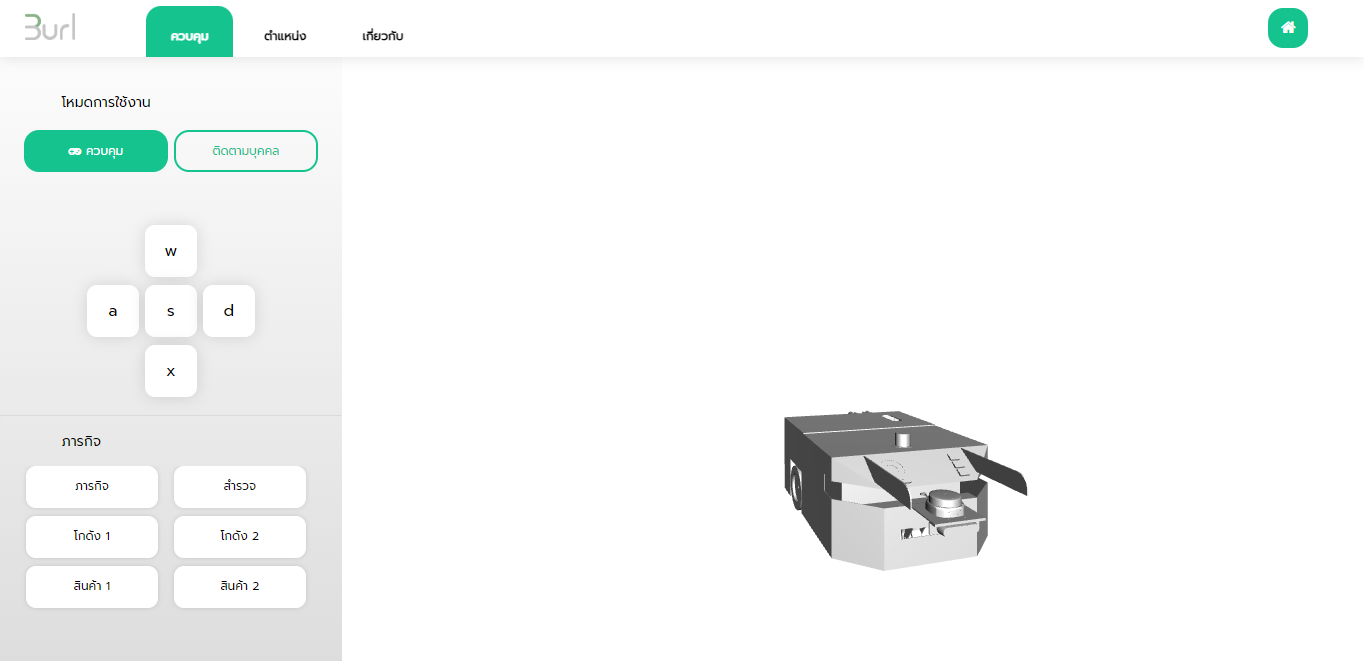 Burl
ควบคุม
ตำแหน่ง
เกี่ยวกับ
โหมดการใช้งาน
ควบคุม
ติดตามบุคคล
w
a s d
x
ภารกิจ
ภารกิจ
สำรวจ
โกดัง 1
โกดัง 2
สินค้า 1
สินค้า 2